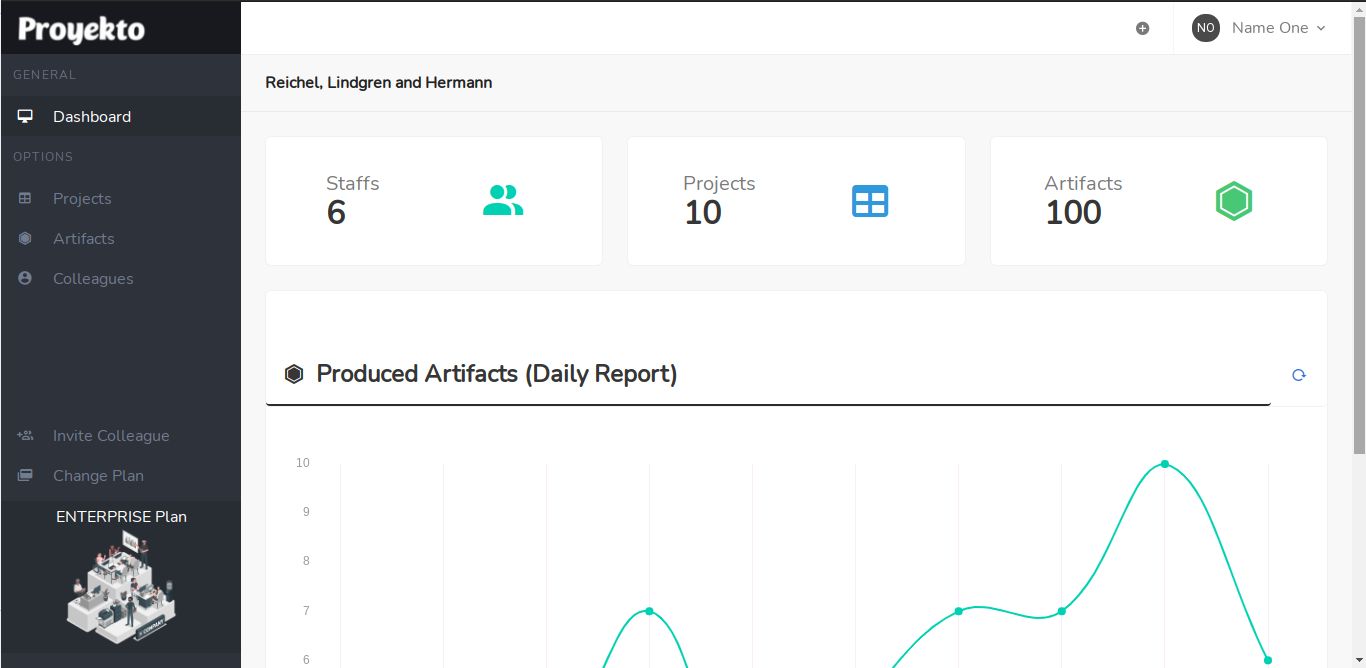 Proyekto
NO
Name One
GENERAL
Dashboard
OPTIONS
Projects
Artifacts
Colleagues
Invite Colleague
Change Plan
ENTERPRISE Plan
COMPANY
Reichel, Lindgren and Hermann
Staffs
6
Projects
10
Artifacts
100
Produced Artifacts (Daily Report)
10
9
8
7
6